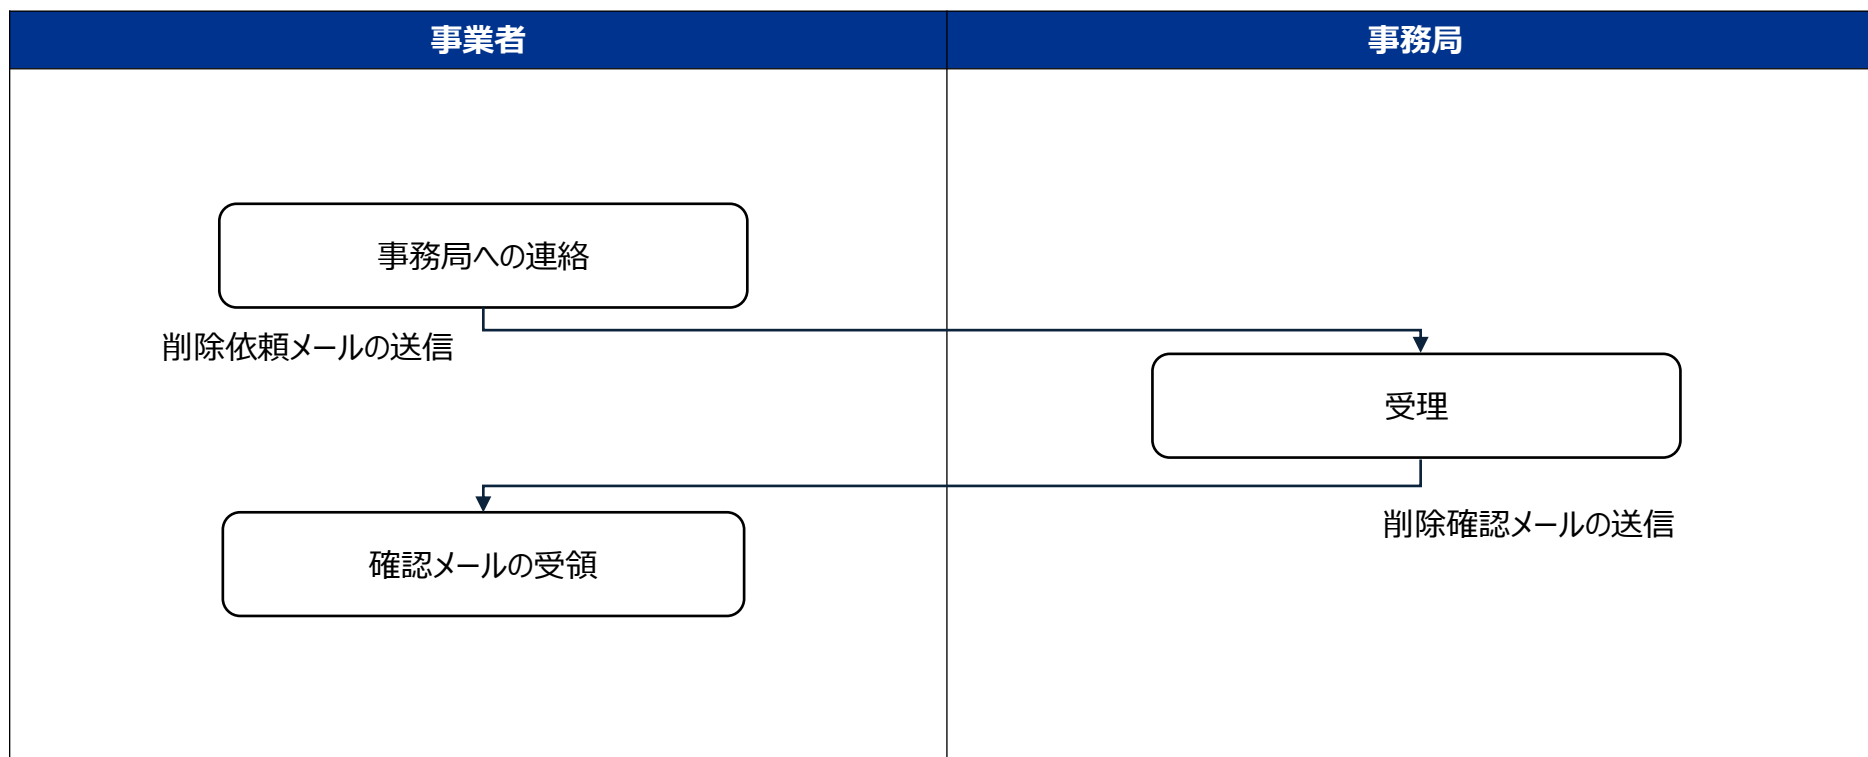 事業者
事務局
事務局への連絡
削除依頼メールの送信
受理
削除確認メールの送信
確認メールの受領